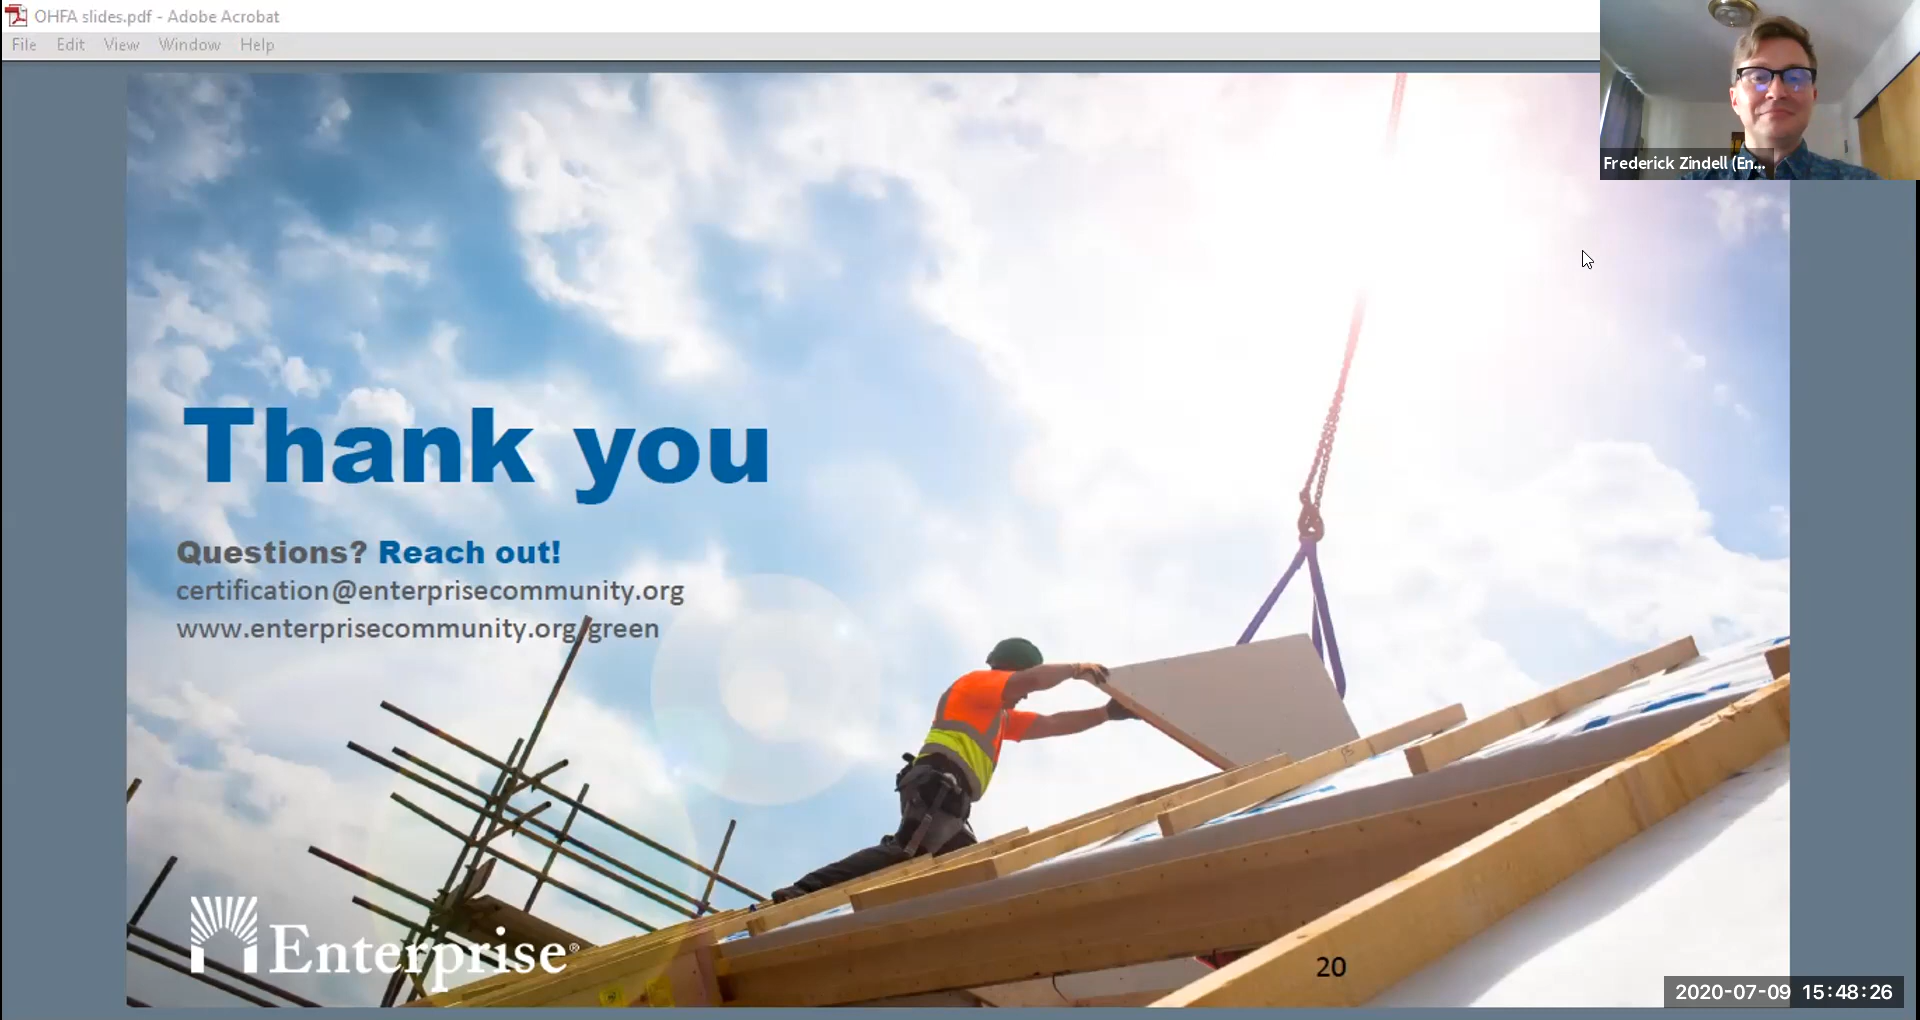 OHFA slides.pdf - Adobe Acrobat
File Edit View Window Help
Frederick Zindell (En...
Thank you
Questions? Reach out!
certification@enterprisecommunity.org
www.enterprisecommunity.org/green
Enterprise®
20
2020-07-09 15:48:26